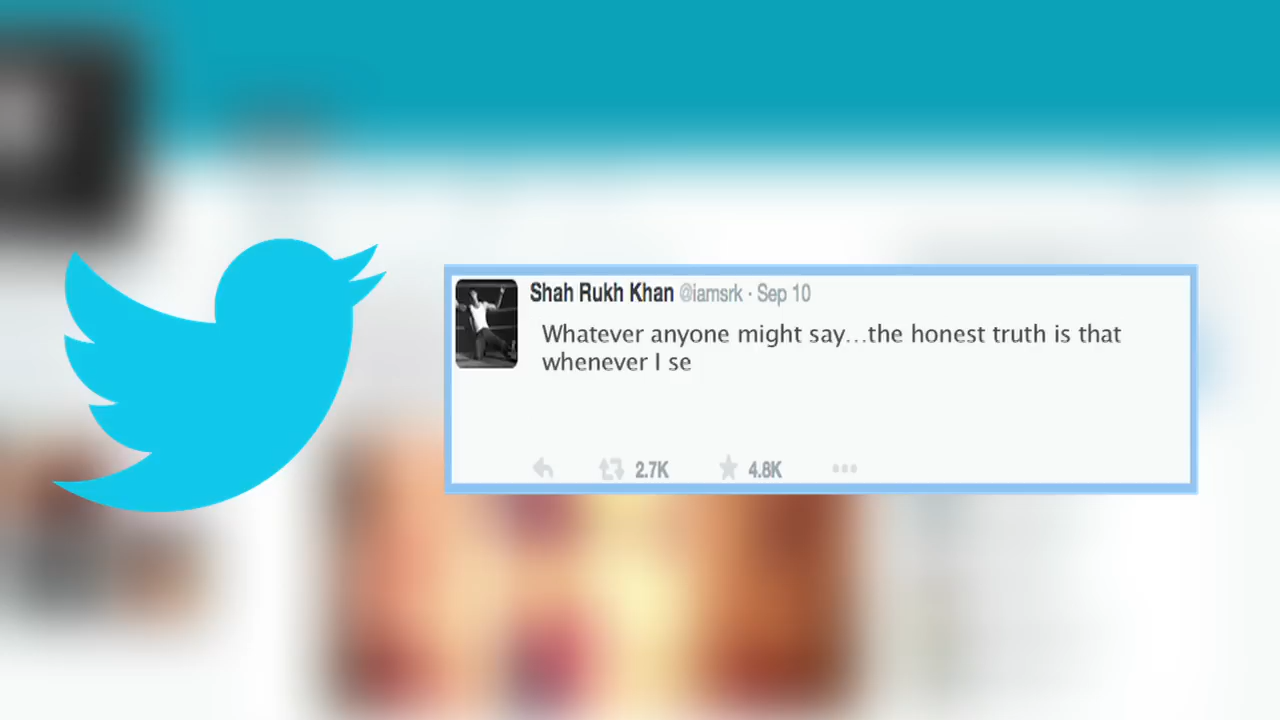 Shah Rukh Khan @iamsrk · Sep 10
Whatever anyone might say...the honest truth is that
whenever I se
2.7K 4.8K